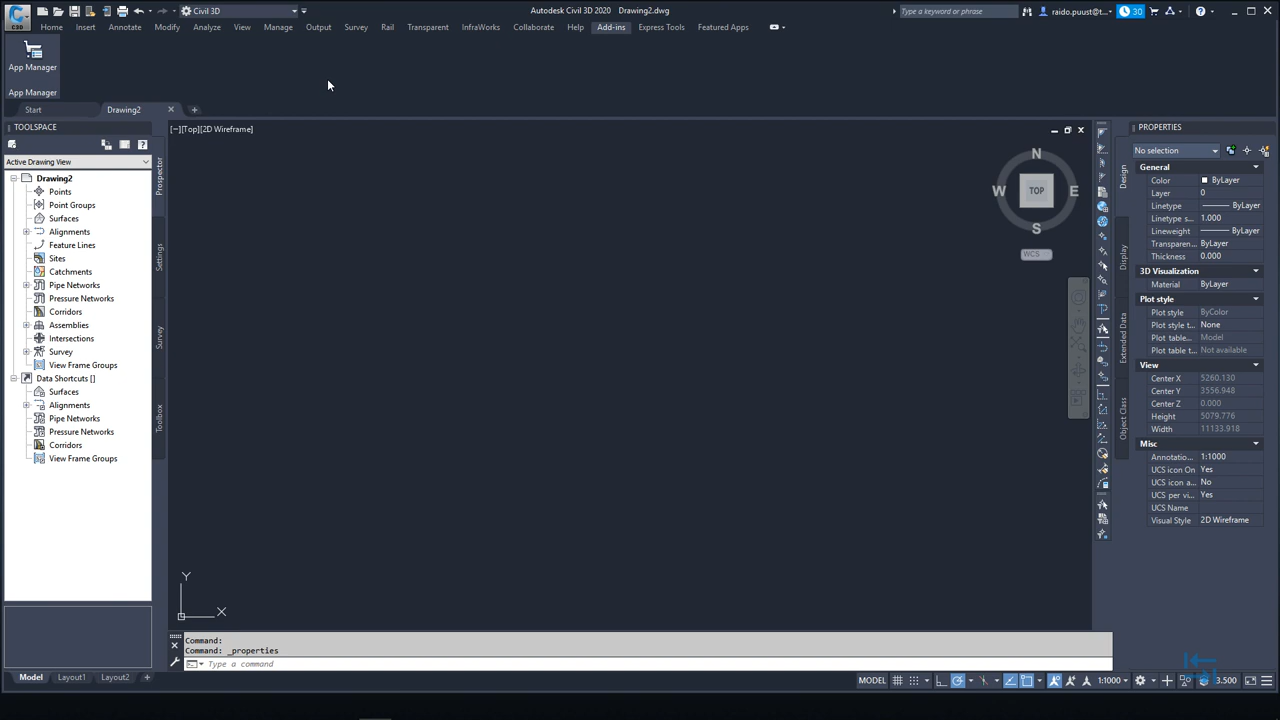 C3D
Civil 3D
Autodesk Civil 3D 2020 Drawing2.dwg
Type a keyword or phrase
raido.puust@t...
30
Home Insert Annotate Modify Analyze View Manage Output Survey Rail Transparent InfraWorks Collaborate Help Add-ins Express Tools Featured Apps
App Manager
App Manager
Start
Drawing2
TOOLSPACE
Active Drawing View
Drawing2
Points
Point Groups
Surfaces
Alignments
Feature Lines
Sites
Catchments
Pipe Networks
Pressure Networks
Corridors
Assemblies
Intersections
Survey
View Frame Groups
Data Shortcuts []
Surfaces
Alignments
Pipe Networks
Pressure Networks
Corridors
View Frame Groups
Prospector
Settings
Survey
Toolbox
[−][Top][2D Wireframe]
N
W
TOP
E
S
WCS
Y
X
Command:
Command: _properties
Type a command
PROPERTIES
No selection
Design
Display
Extended Data
Object Class
General
Color ByLayer
Layer 0
Linetype ByLayer
Linetype s... 1.000
Lineweight ByLayer
Transparen... ByLayer
Thickness 0.000
3D Visualization
Material ByLayer
Plot style
Plot style ByColor
Plot style t... None
Plot table... Model
Plot table t... Not available
View
Center X 5260.130
Center Y 3556.948
Center Z 0.000
Height 5079.776
Width 11133.918
Misc
Annotatio... 1:1000
UCS icon On Yes
UCS icon a... No
UCS per vi... Yes
UCS Name
Visual Style 2D Wireframe
Model Layout1 Layout2 +
MODEL
1:1000
3.500